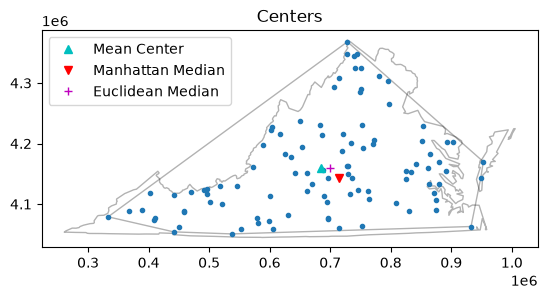 Centers
1e6
Mean Center
Manhattan Median
Euclidean Median
4.3
4.2
4.1
0.3 0.4 0.5 0.6 0.7 0.8 0.9 1.0
1e6